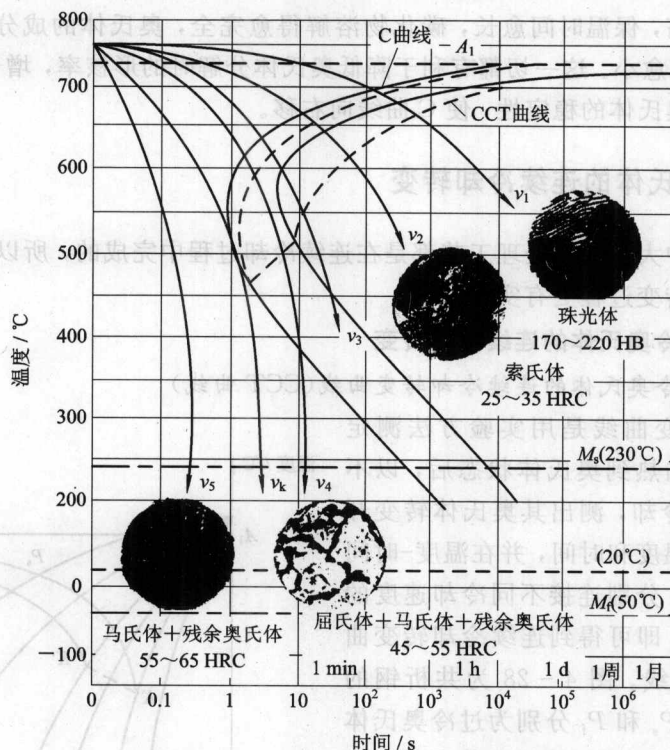 800
700
600
500
400
300
200
100
0
−100
温度 / ℃
C曲线
A₁
CCT曲线
v₁
v₂
v₃
v₅
vₖ
v₄
珠光体
170～220 HB
索氏体
25～35 HRC
Mₛ(230℃)
(20℃)
M_f(50℃)
马氏体＋残余奥氏体
55～65 HRC
屈氏体＋马氏体＋残余奥氏体
45～55 HRC
1 min
1 h
1 d
1 周
1 月
0
0.1
1
10
10²
10³
10⁴
10⁵
10⁶
时间 / s